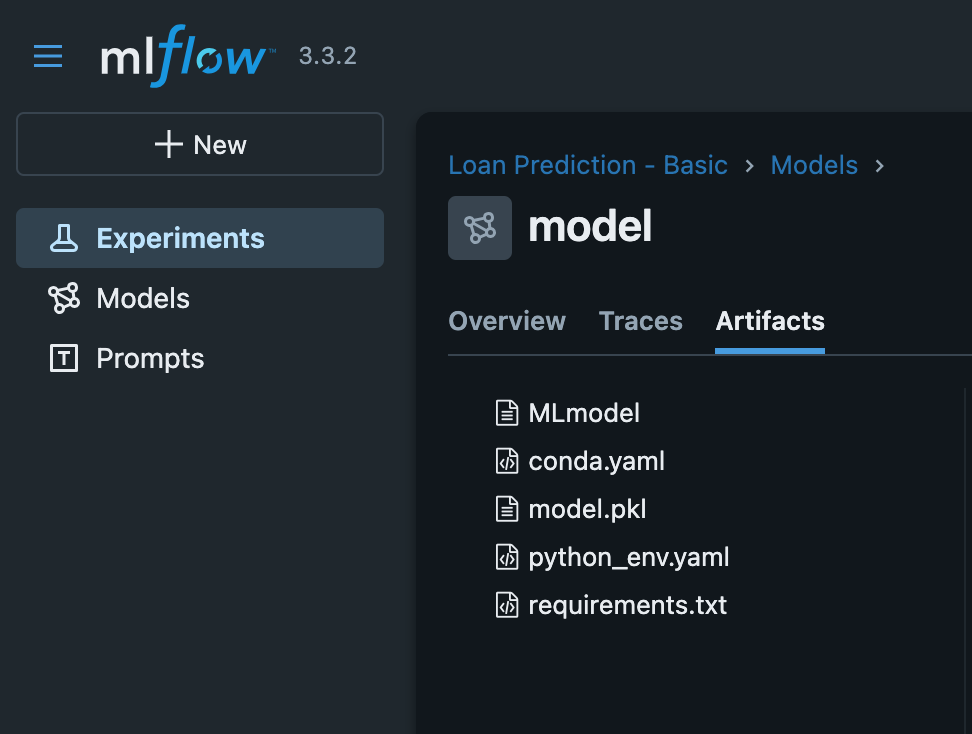 mlflow™ 3.3.2
New
Experiments
Models
Prompts
Loan Prediction - Basic > Models >
model
Overview Traces Artifacts
MLmodel
conda.yaml
model.pkl
python_env.yaml
requirements.txt